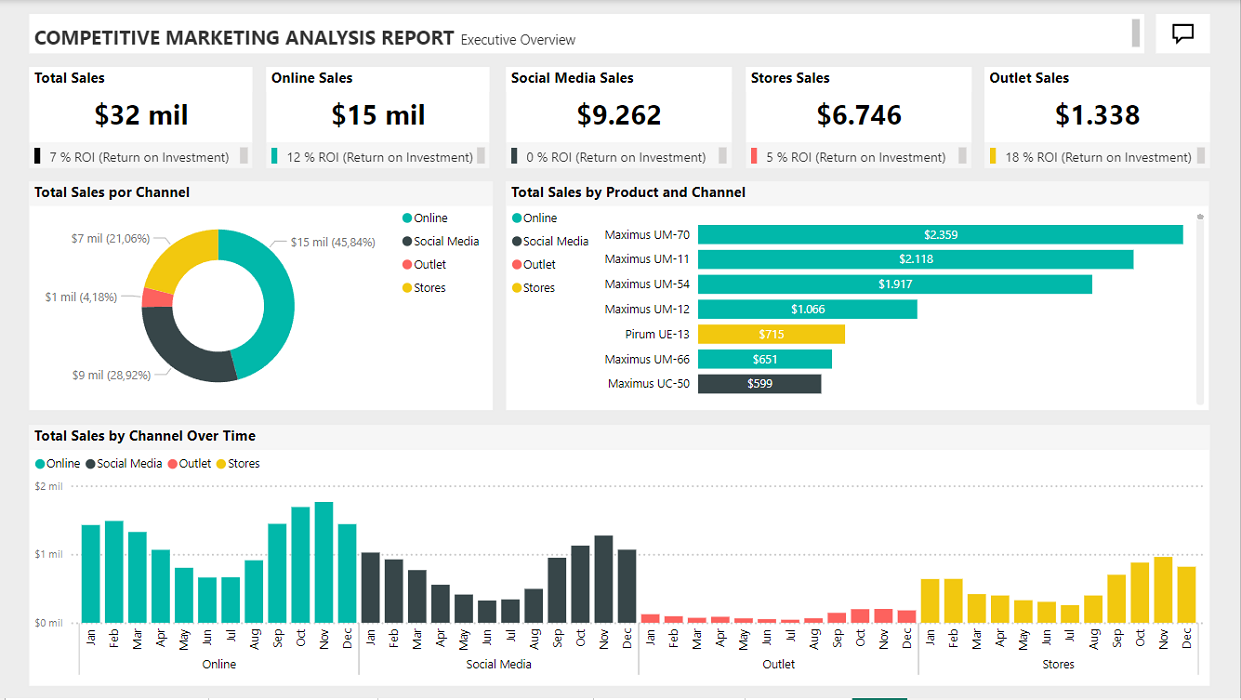 COMPETITIVE MARKETING ANALYSIS REPORT Executive Overview
Total Sales
$32 mil
7 % ROI (Return on Investment)
Online Sales
$15 mil
12 % ROI (Return on Investment)
Social Media Sales
$9.262
0 % ROI (Return on Investment)
Stores Sales
$6.746
5 % ROI (Return on Investment)
Outlet Sales
$1.338
18 % ROI (Return on Investment)
Total Sales por Channel
$7 mil (21,06%)
$15 mil (45,84%)
$1 mil (4,18%)
$9 mil (28,92%)
Online
Social Media
Outlet
Stores
Total Sales by Product and Channel
Online
Social Media
Outlet
Stores
Maximus UM-70 $2.359
Maximus UM-11 $2.118
Maximus UM-54 $1.917
Maximus UM-12 $1.066
Pirum UE-13 $715
Maximus UM-66 $651
Maximus UC-50 $599
Total Sales by Channel Over Time
Online Social Media Outlet Stores
$2 mil
$1 mil
$0 mil
Jan Feb Mar Apr May Jun Jul Aug Sep Oct Nov Dec
Online
Jan Feb Mar Apr May Jun Jul Aug Sep Oct Nov Dec
Social Media
Jan Feb Mar Apr May Jun Jul Aug Sep Oct Nov Dec
Outlet
Jan Feb Mar Apr May Jun Jul Aug Sep Oct Nov Dec
Stores